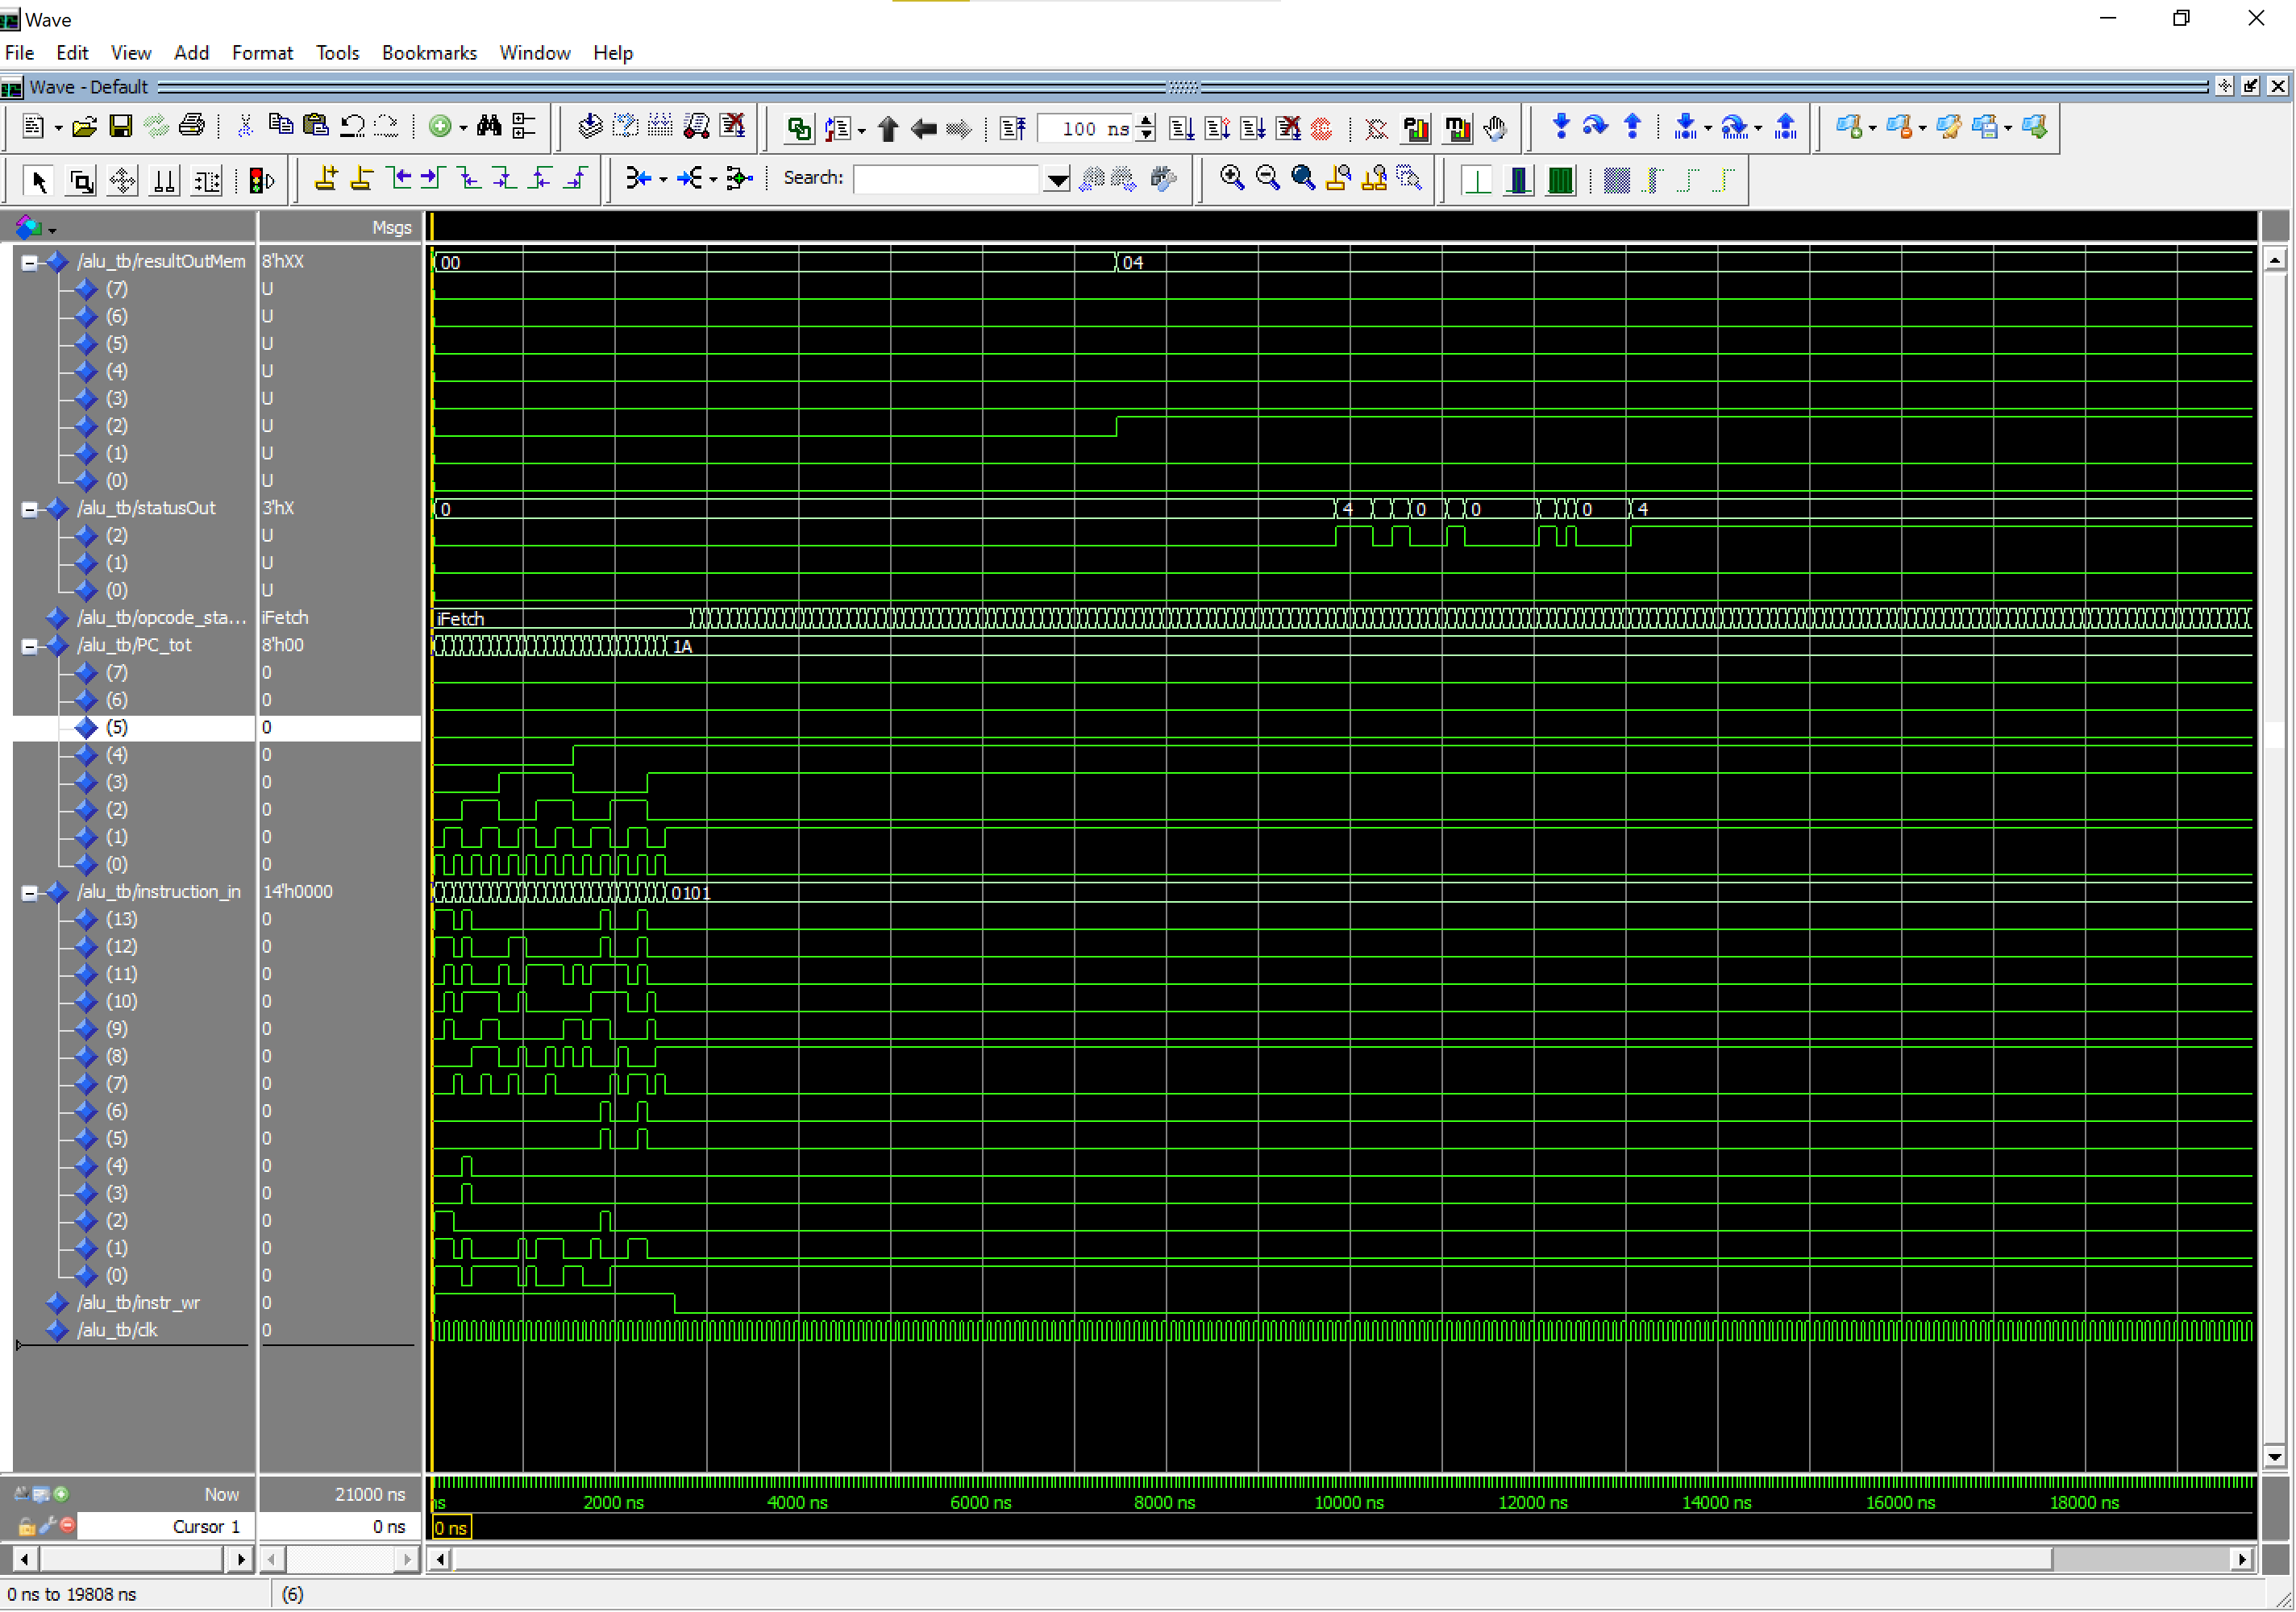 Wave
File Edit View Add Format Tools Bookmarks Window Help
Wave - Default
100 ns
Search:
Msgs
/alu_tb/resultOutMem 8'hXX 00 04
(7) U
(6) U
(5) U
(4) U
(3) U
(2) U
(1) U
(0) U
/alu_tb/statusOut 3'hX 0 4 0 0 0 4
(2) U
(1) U
(0) U
/alu_tb/opcode_sta... iFetch iFetch
/alu_tb/PC_tot 8'h00 1A
(7) 0
(6) 0
(5) 0
(4) 0
(3) 0
(2) 0
(1) 0
(0) 0
/alu_tb/instruction_in 14'h0000 0101
(13) 0
(12) 0
(11) 0
(10) 0
(9) 0
(8) 0
(7) 0
(6) 0
(5) 0
(4) 0
(3) 0
(2) 0
(1) 0
(0) 0
/alu_tb/instr_wr 0
/alu_tb/clk 0
Now 21000 ns ns 2000 ns 4000 ns 6000 ns 8000 ns 10000 ns 12000 ns 14000 ns 16000 ns 18000 ns
Cursor 1 0 ns 0 ns
0 ns to 19808 ns (6)